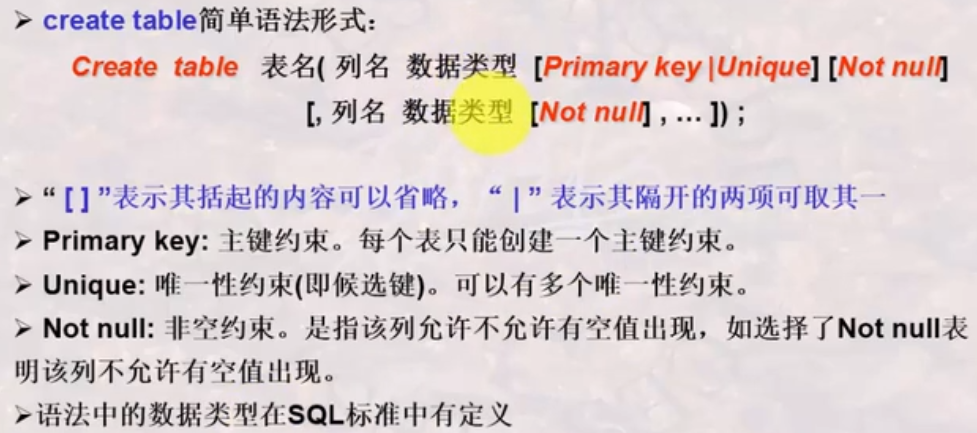 ➢ create table简单语法形式：
Create table 表名( 列名 数据类型 [Primary key |Unique] [Not null]
[, 列名 数据类型 [Not null] , … ]) ;
➢ “ [ ] ”表示其括起的内容可以省略，“ | ” 表示其隔开的两项可取其一
➢ Primary key: 主键约束。每个表只能创建一个主键约束。
➢ Unique: 唯一性约束(即候选键)。可以有多个唯一性约束。
➢ Not null: 非空约束。是指该列允许不允许有空值出现，如选择了Not null表
明该列不允许有空值出现。
➢语法中的数据类型在SQL标准中有定义